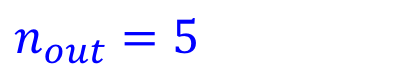 n_out = 5